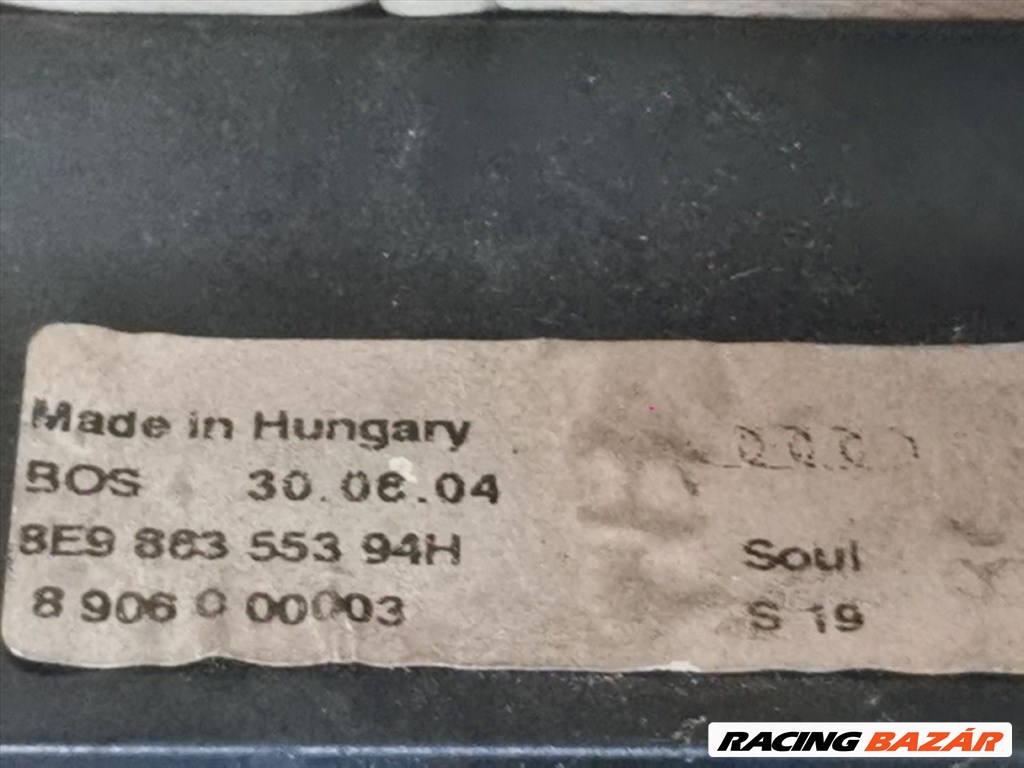 Made in Hungary
BOS 30.06.04
8E9 863 553 94H
Soul
8 906 0 00003
S 19
RACING BAZÁR